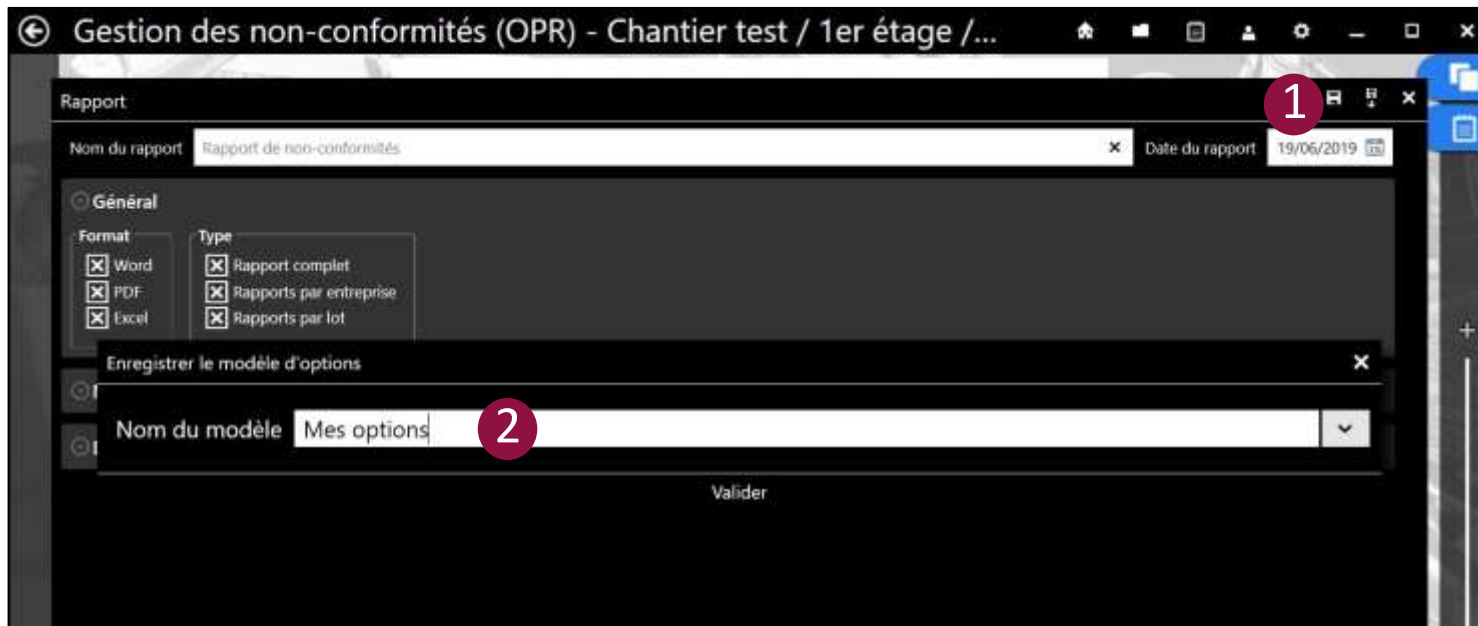 Gestion des non-conformités (OPR) - Chantier test / 1er étage /...
Rapport
1
Nom du rapport Rapport de non-conformités Date du rapport 19/06/2019
Général
Format Type
Word Rapport complet
PDF Rapports par entreprise
Excel Rapports par lot
Enregistrer le modèle d'options
Nom du modèle Mes options 2
Valider